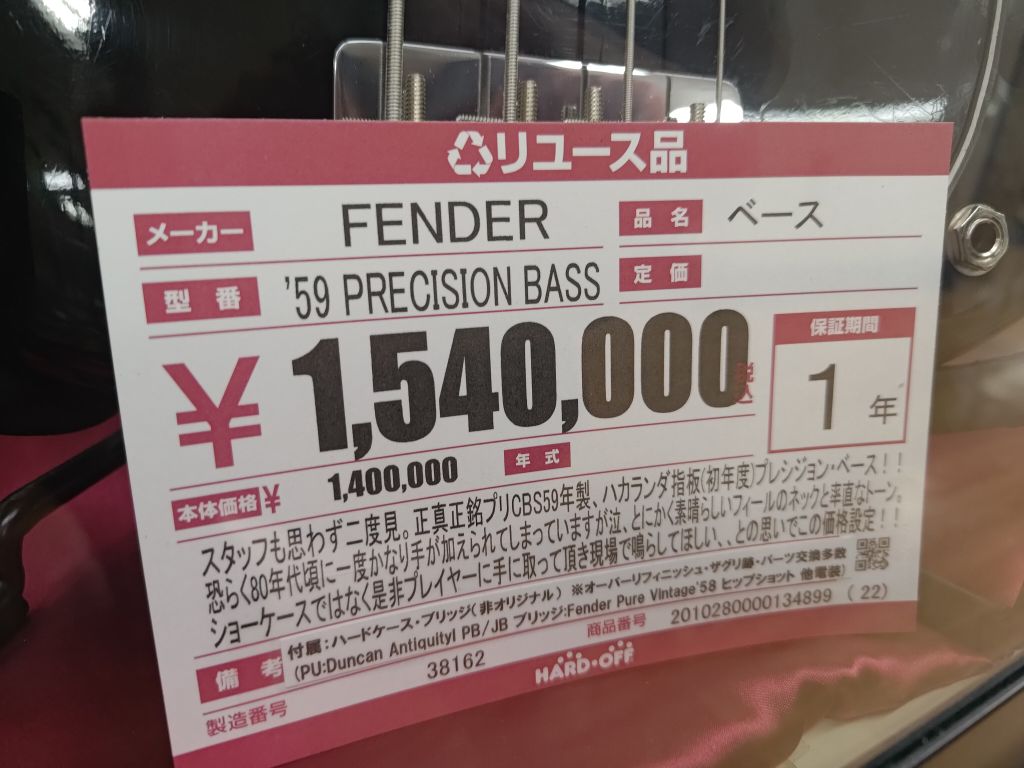 リユース品
メーカー FENDER
品名 ベース
型番 '59 PRECISION BASS
定価
¥1,540,000 税込
保証期間
1年
本体価格¥ 1,400,000
年式
スタッフも思わず二度見。正真正銘プリCBS59年製、ハカランダ指板(初年度)プレシジョン・ベース!!
恐らく80年代頃に一度かなり手が加えられてしまっていますが泣、とにかく素晴らしいフィールのネックと率直なトーン。
ショーケースではなく是非プレイヤーに手に取って頂き現場で鳴らしてほしい、、との思いでこの価格設定!!
備考
付属:ハードケース・ブリッジ(非オリジナル) ※オーバーリフィニッシュ・ザグリ跡・パーツ交換多数
(PU:Duncan AntiquityI PB/JB ブリッジ:Fender Pure Vintage'58 ヒップショット 他電装)
製造番号 38162
商品番号 2010280000134899 (22)
HARD・OFF